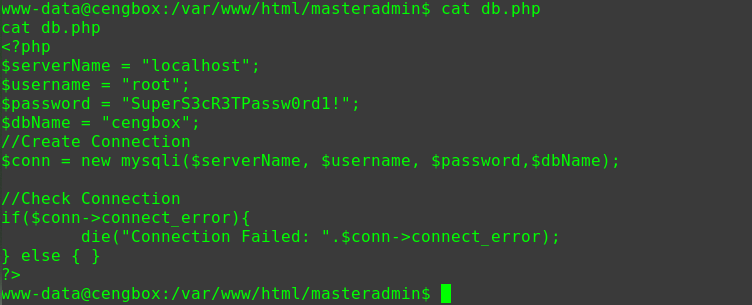 www-data@cengbox:/var/www/html/masteradmin$ cat db.php
cat db.php
<?php
$serverName = "localhost";
$username = "root";
$password = "SuperS3cR3TPassw0rd1!";
$dbName = "cengbox";
//Create Connection
$conn = new mysqli($serverName, $username, $password,$dbName);

//Check Connection
if($conn->connect_error){
        die("Connection Failed: ".$conn->connect_error);
} else { }
?>
www-data@cengbox:/var/www/html/masteradmin$